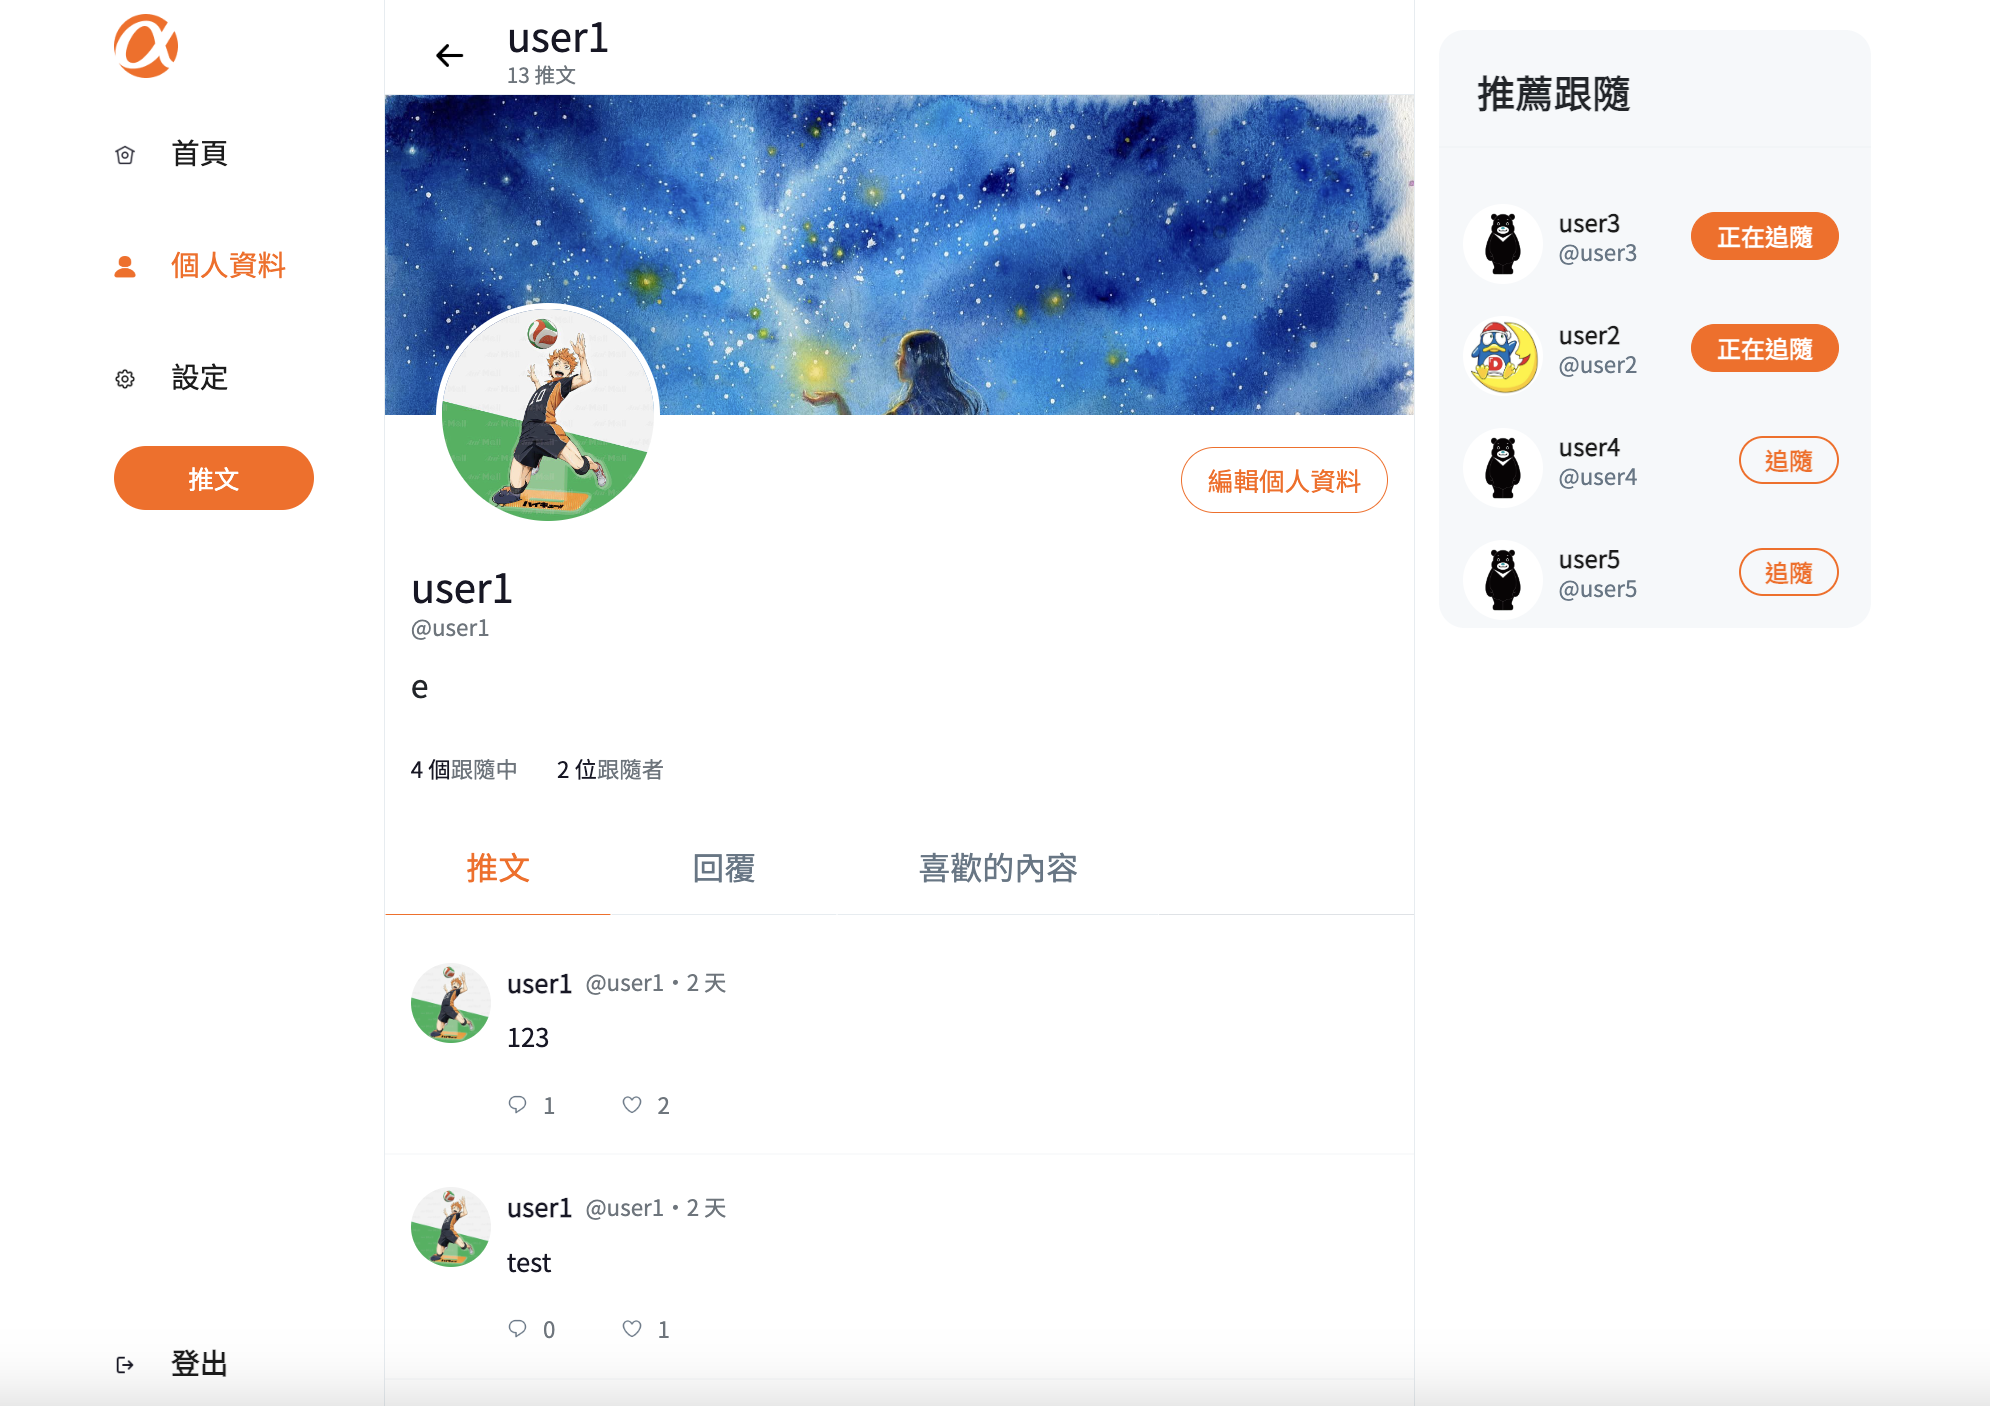 首頁
個人資料
設定
推文
登出
user1
13 推文
編輯個人資料
user1
@user1
e
4 個跟隨中 2 位跟隨者
推文 回覆 喜歡的內容
user1 @user1・2 天
123
1 2
user1 @user1・2 天
test
0 1
推薦跟隨
user3
@user3
正在追隨
user2
@user2
正在追隨
user4
@user4
追隨
user5
@user5
追隨